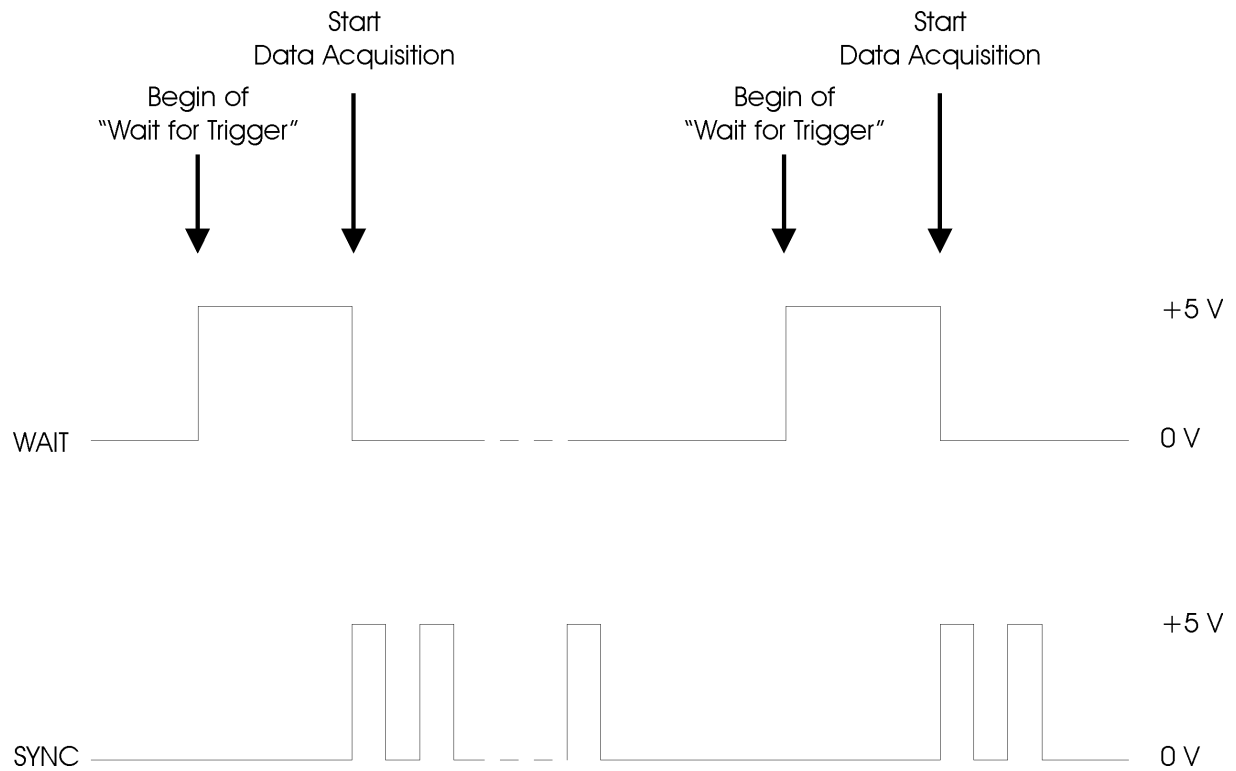 Start
Data Acquisition
Begin of
“Wait for Trigger”
Start
Data Acquisition
Begin of
“Wait for Trigger”
+5 V
WAIT
0 V
+5 V
SYNC
0 V